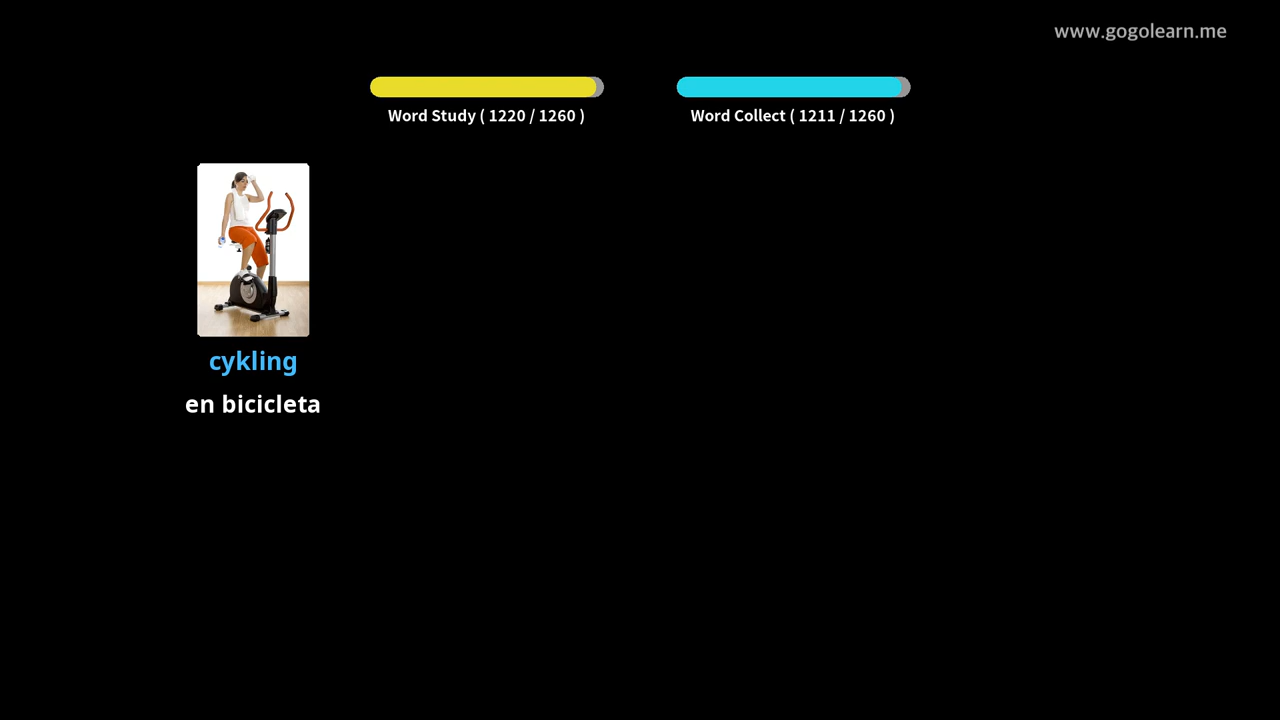 www.gogolearn.me
Word Study ( 1220 / 1260 )
Word Collect ( 1211 / 1260 )
cykling
en bicicleta